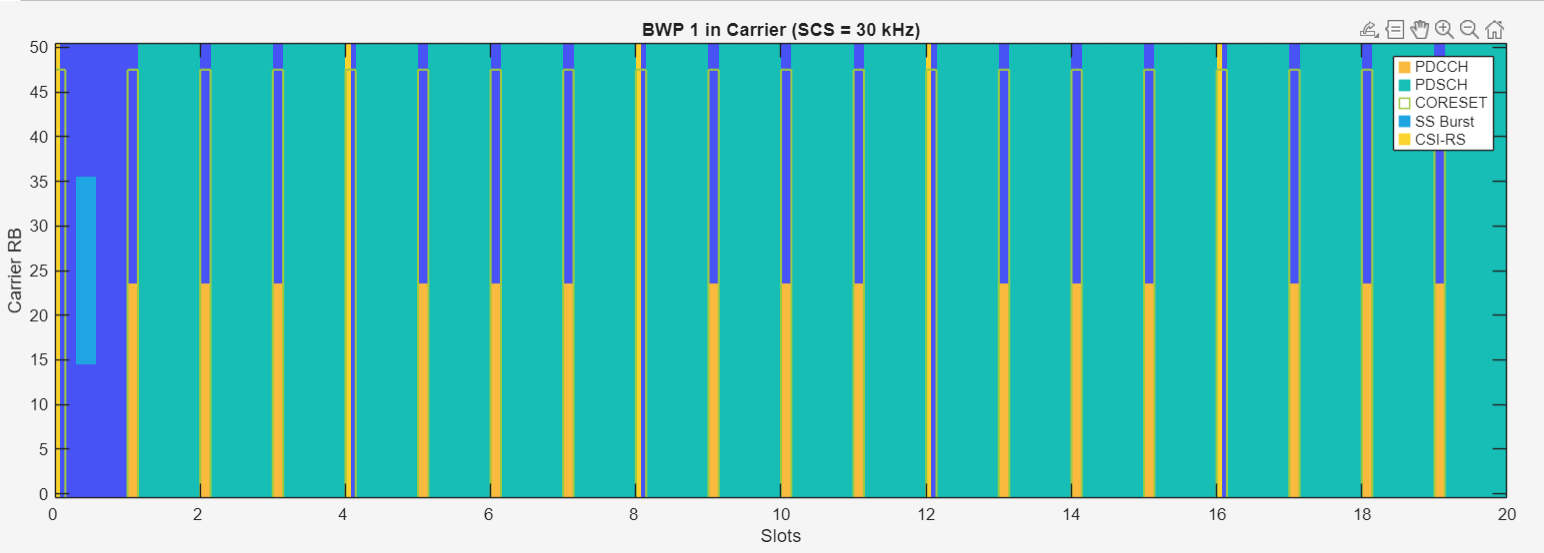 BWP 1 in Carrier (SCS = 30 kHz)
PDCCH
PDSCH
CORESET
SS Burst
CSI-RS
50
45
40
35
30
25
20
15
10
5
0
Carrier RB
0 2 4 6 8 10 12 14 16 18 20
Slots